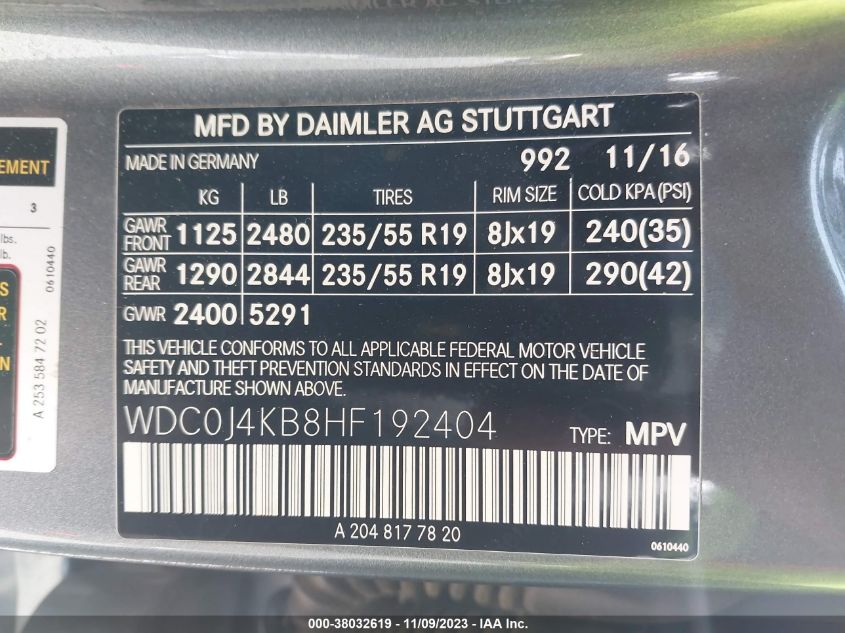 MFD BY DAIMLER AG STUTTGART
MADE IN GERMANY 992 11/16
KG LB TIRES RIM SIZE COLD KPA(PSI)
GAWR FRONT 1125 2480 235/55 R19 8Jx19 240(35)
GAWR REAR 1290 2844 235/55 R19 8Jx19 290(42)
GVWR 2400 5291
THIS VEHICLE CONFORMS TO ALL APPLICABLE FEDERAL MOTOR VEHICLE
SAFETY AND THEFT PREVENTION STANDARDS IN EFFECT ON THE DATE OF
MANUFACTURE SHOWN ABOVE.
WDC0J4KB8HF192404 TYPE: MPV
A 204 817 78 20
0610440
3
lbs.
lb.
0610440
A 253 584 72 02
000-38032619 - 11/09/2023 - IAA Inc.